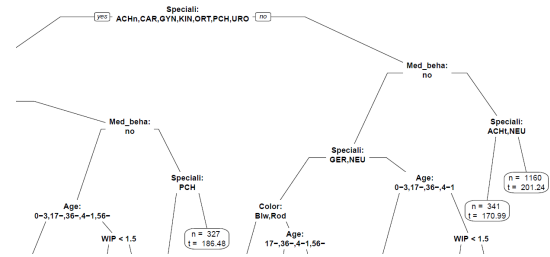 Speciali:
yes ACHn,CAR,GYN,KIN,ORT,PCH,URO no
Med_beha:
no
Med_beha:
no
Speciali:
ACHt,NEU
Speciali:
GER,NEU
Speciali:
PCH
Age:
0−3,17−,36−,4−1
n = 1160
t = 201.24
Age:
0−3,17−,36−,4−1,56−
Color:
Blw,Rod
n = 341
t = 170.99
n = 327
t = 186.48
Age:
17−,36−,4−1,56−
WIP < 1.5
WIP < 1.5